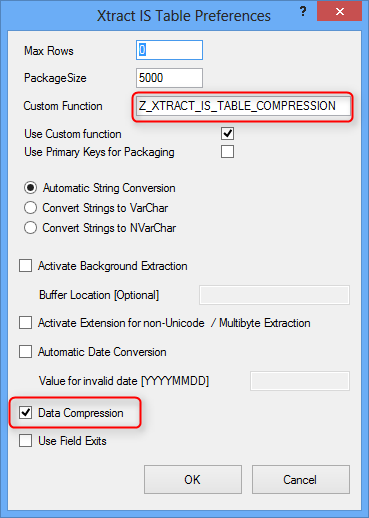 Xtract IS Table Preferences ? x
Max Rows 0
PackageSize 5000
Custom Function Z_XTRACT_IS_TABLE_COMPRESSION
Use Custom function
Use Primary Keys for Packaging
Automatic String Conversion
Convert Strings to VarChar
Convert Strings to NVarChar
Activate Background Extraction
Buffer Location [Optional]
Activate Extension for non-Unicode / Multibyte Extraction
Automatic Date Conversion
Value for invalid date [YYYYMMDD]
Data Compression
Use Field Exits
OK Cancel